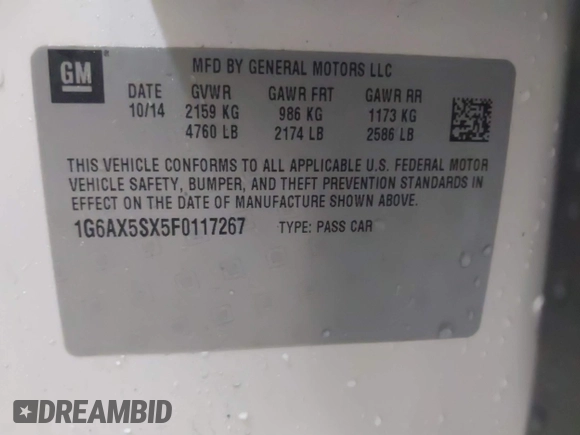 GM
MFD BY GENERAL MOTORS LLC
DATE GVWR GAWR FRT GAWR RR
10/14 2159 KG 986 KG 1173 KG
4760 LB 2174 LB 2586 LB
THIS VEHICLE CONFORMS TO ALL APPLICABLE U.S. FEDERAL MOTOR
VEHICLE SAFETY, BUMPER, AND THEFT PREVENTION STANDARDS IN
EFFECT ON THE DATE OF MANUFACTURE SHOWN ABOVE.
1G6AX5SX5F0117267 TYPE: PASS CAR
DREAMBID